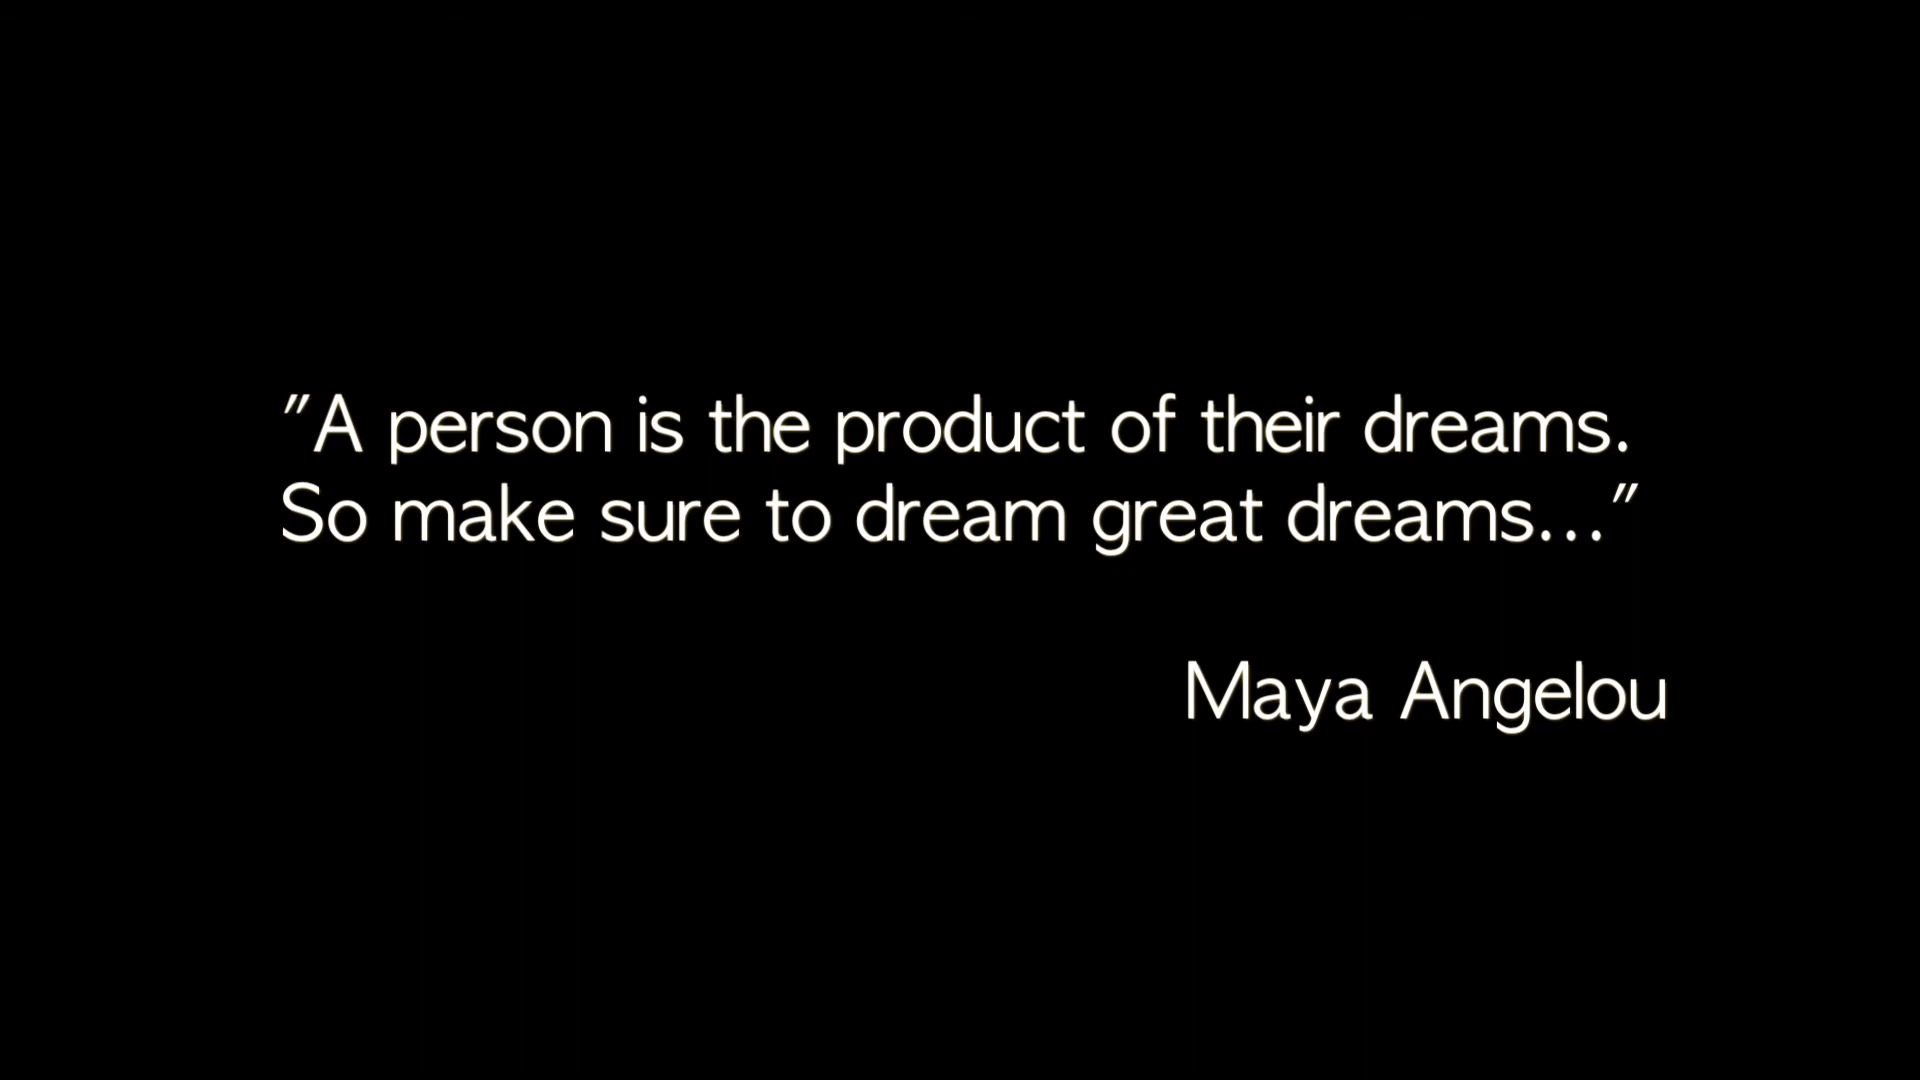 "A person is the product of their dreams.
So make sure to dream great dreams..."
Maya Angelou